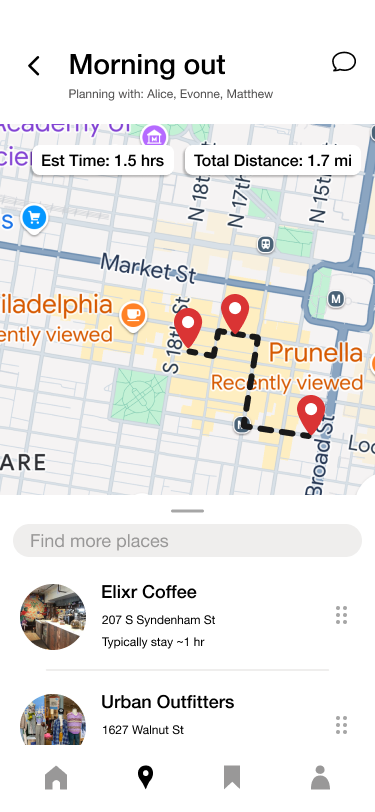 Morning out
Planning with: Alice, Evonne, Matthew
Academy of
Est Time: 1.5 hrs
Total Distance: 1.7 mi
N 18th
N 17th
N 15th St
Market St
iladelphia
ently viewed
S 18th St
Prunella
Recently viewed
M
ARE
Broad St
Loc
Find more places
Elixr Coffee
207 S Syndenham St
Typically stay ~1 hr
Urban Outfitters
1627 Walnut St